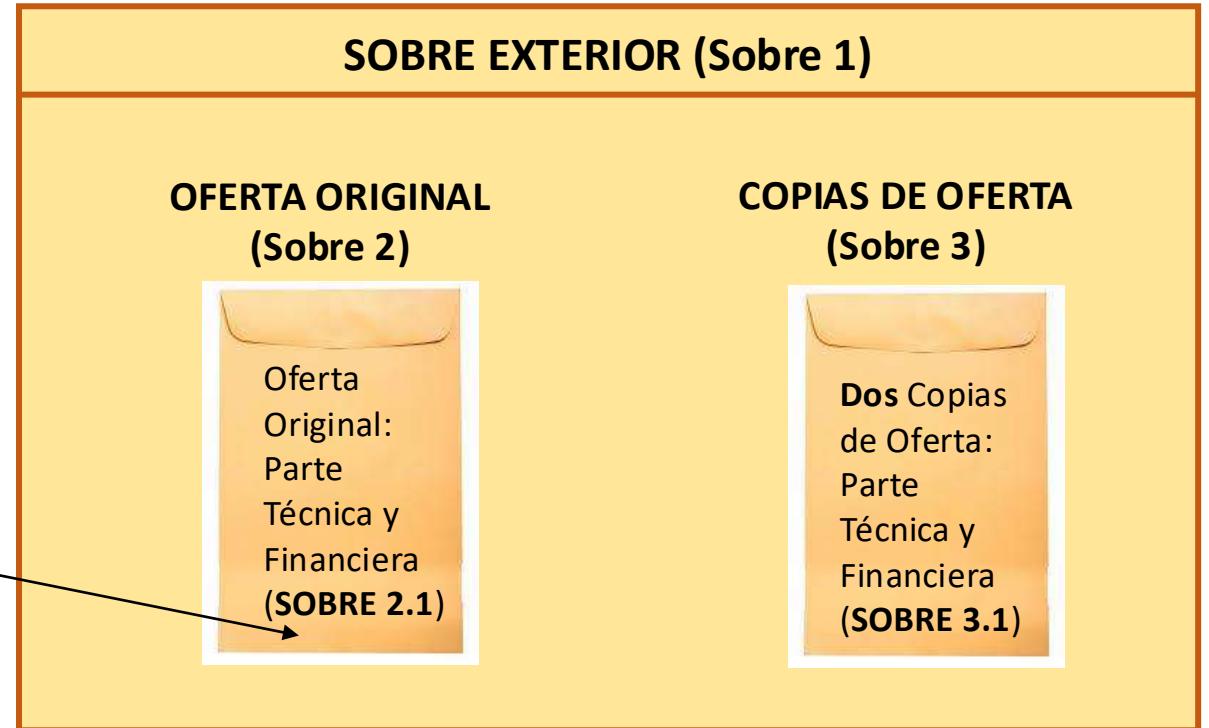 SOBRE EXTERIOR (Sobre 1)
OFERTA ORIGINAL
(Sobre 2)
Oferta
Original:
Parte
Técnica y
Financiera
(SOBRE 2.1)
COPIAS DE OFERTA
(Sobre 3)
Dos Copias
de Oferta:
Parte
Técnica y
Financiera
(SOBRE 3.1)